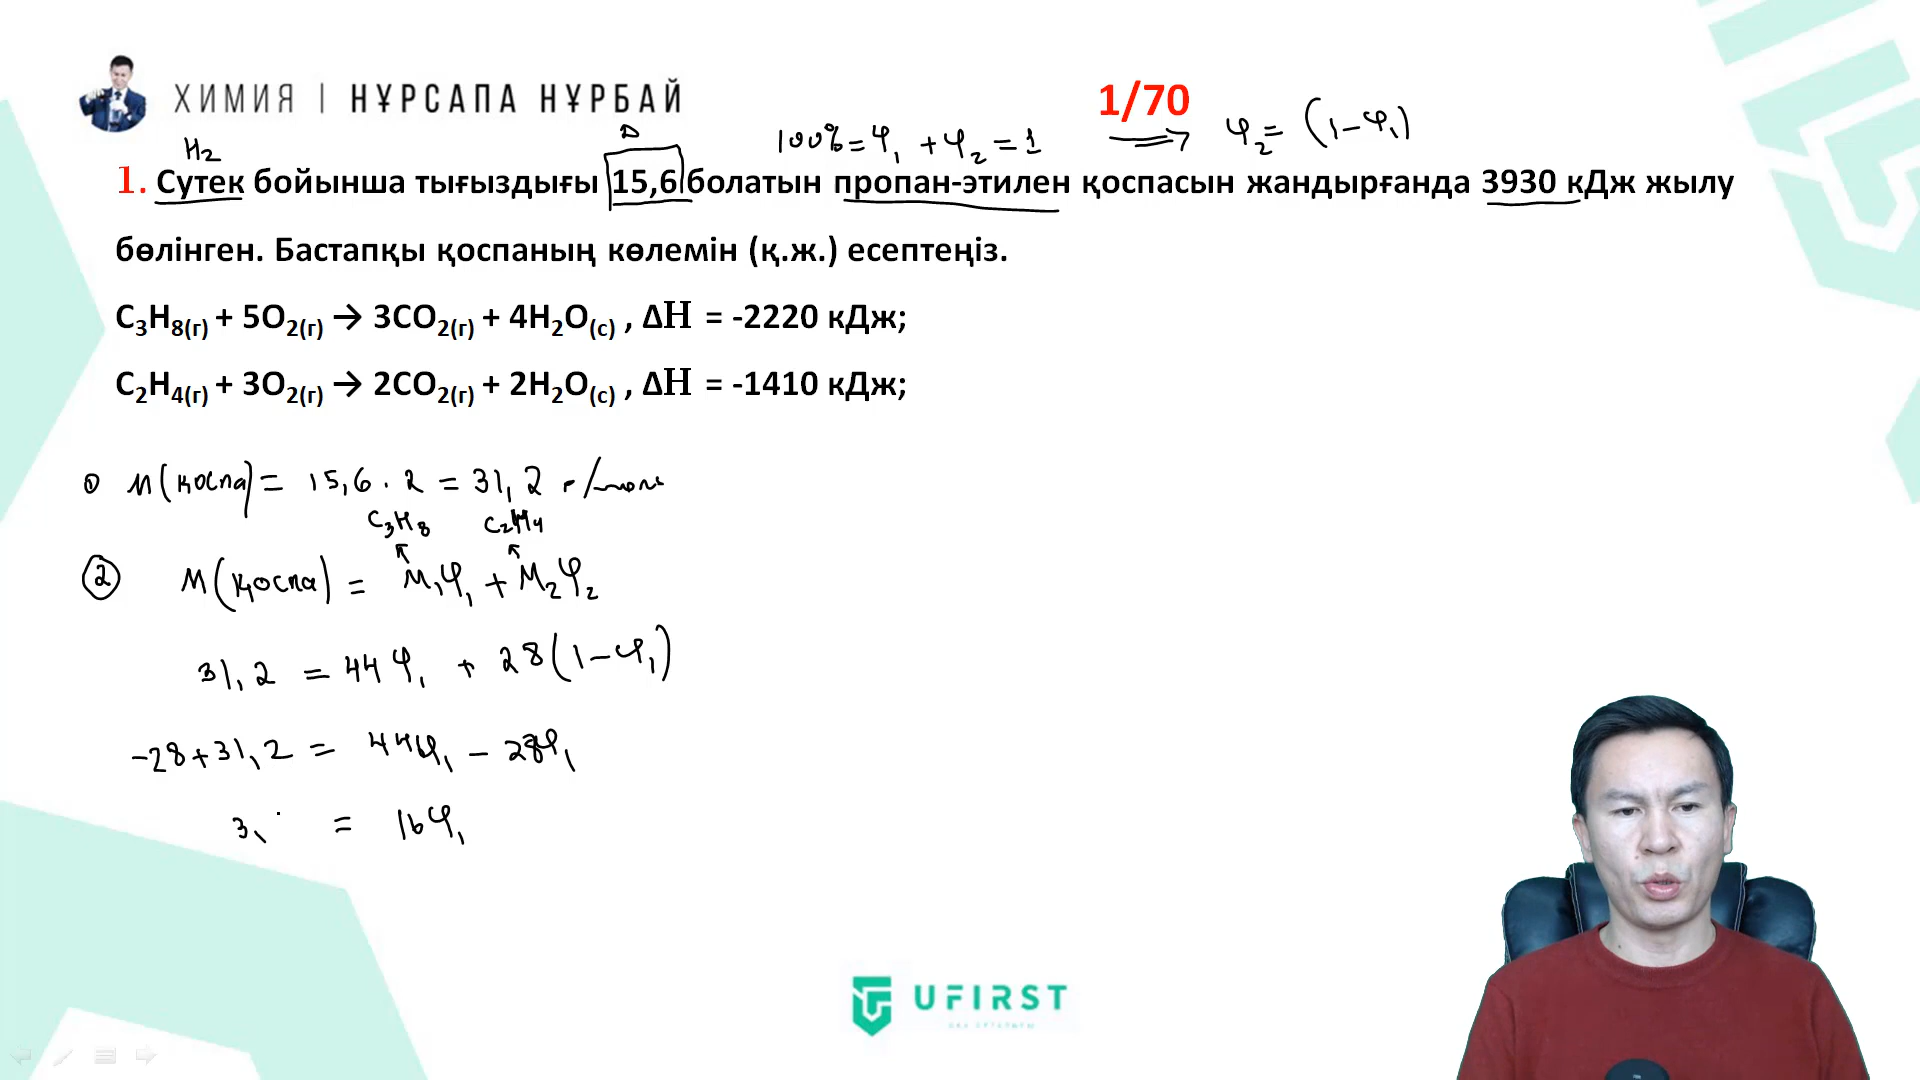 ХИМИЯ | НҰРСАПА НҰРБАЙ
1/70
100% = φ₁ + φ₂ = 1 ⟹ φ₂ = (1 - φ₁)
H₂
D
1. Сутек бойынша тығыздығы 15,6 болатын пропан-этилен қоспасын жандырғанда 3930 кДж жылу
бөлінген. Бастапқы қоспаның көлемін (қ.ж.) есептеңіз.
C₃H₈(г) + 5O₂(г) → 3CO₂(г) + 4H₂O(с) , ΔH = -2220 кДж;
C₂H₄(г) + 3O₂(г) → 2CO₂(г) + 2H₂O(с) , ΔH = -1410 кДж;
① M(қоспа) = 15,6 · 2 = 31,2 г/моль
C₃H₈ C₂H₄
② M(қоспа) = M₁φ₁ + M₂φ₂
31,2 = 44φ₁ + 28(1 - φ₁)
-28 + 31,2 = 44φ₁ - 28φ₁
3, = 16φ₁
UFIRST